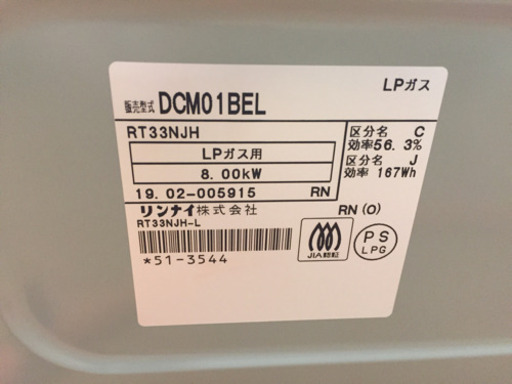 LPガス
販売型式 DCM01BEL
RT33NJH
LPガス用
8.00kW
19.02-005915 RN
区分名 C
効率56.3%
区分名 J
効率 167Wh
リンナイ株式会社 RN(O)
RT33NJH-L
*51-3544
JIA認証
PS
LPG